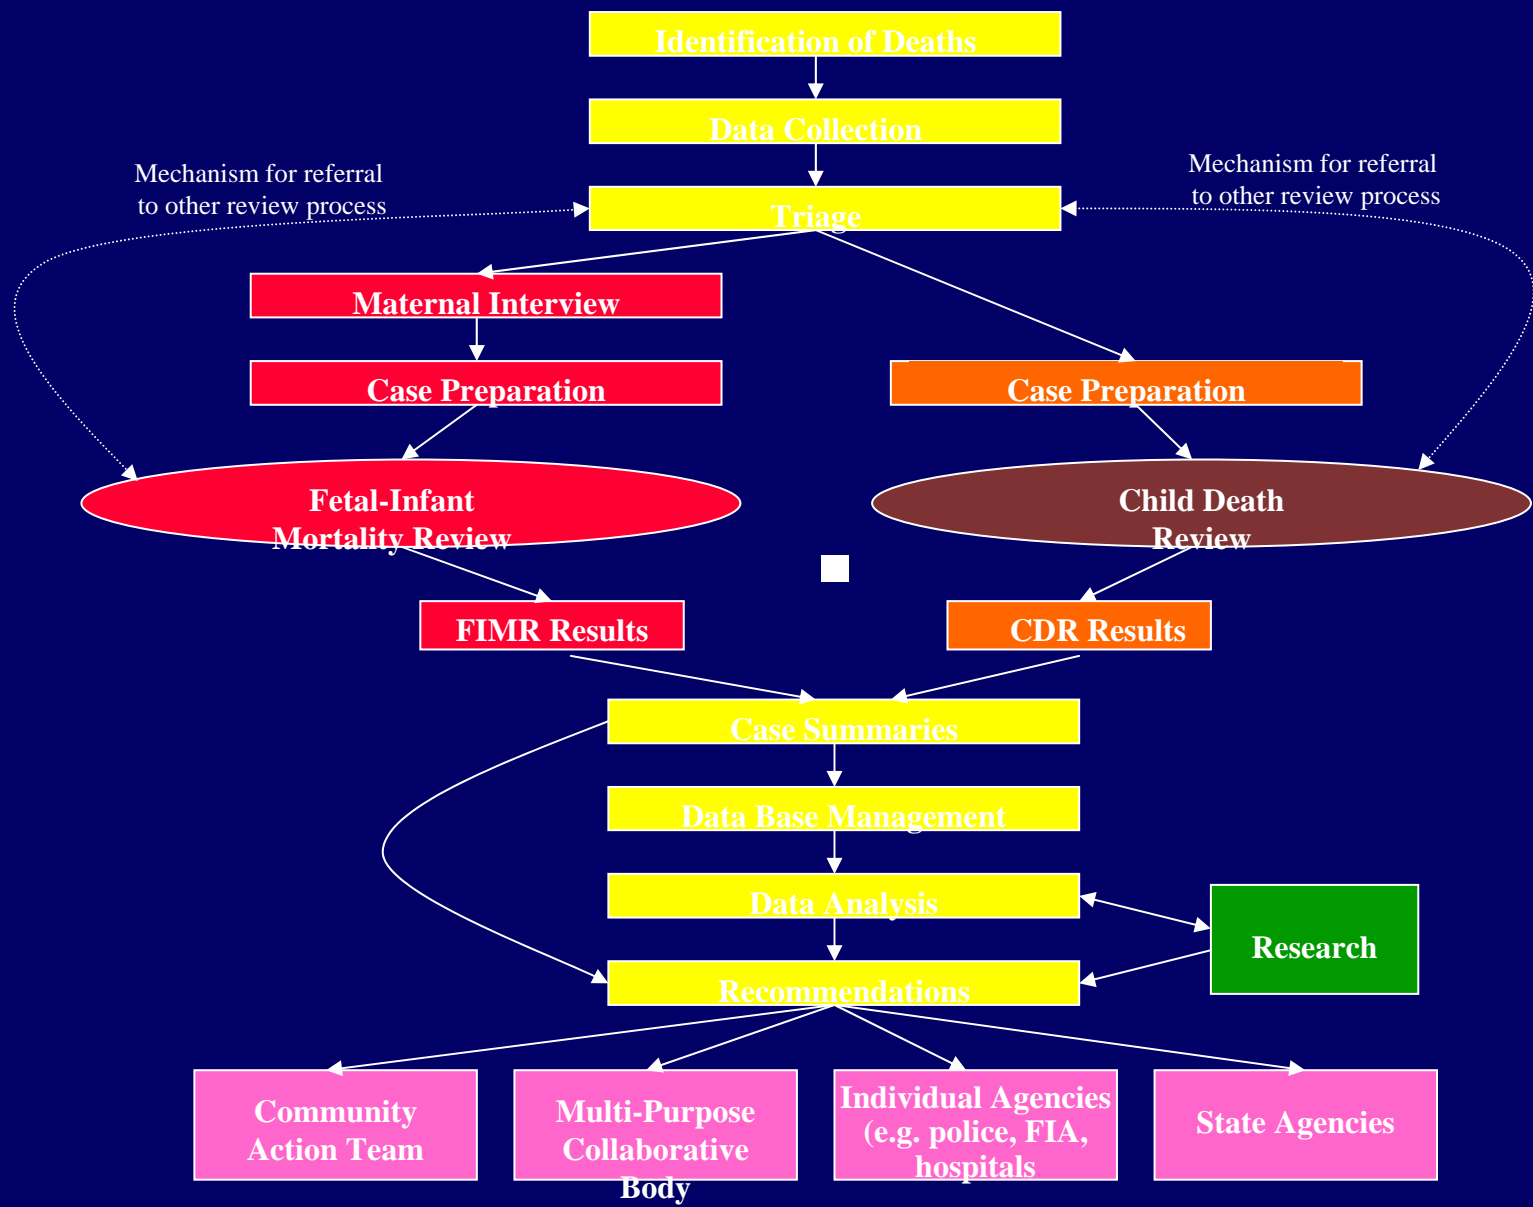 Identification of Deaths
Data Collection
Mechanism for referral
to other review process
Mechanism for referral
to other review process
Triage
Maternal Interview
Case Preparation
Case Preparation
Fetal-Infant
Mortality Review
Child Death
Review
FIMR Results
CDR Results
Case Summaries
Data Base Management
Data Analysis
Research
Recommendations
Community
Action Team
Multi-Purpose
Collaborative
Body
Individual Agencies
(e.g. police, FIA,
hospitals
State Agencies